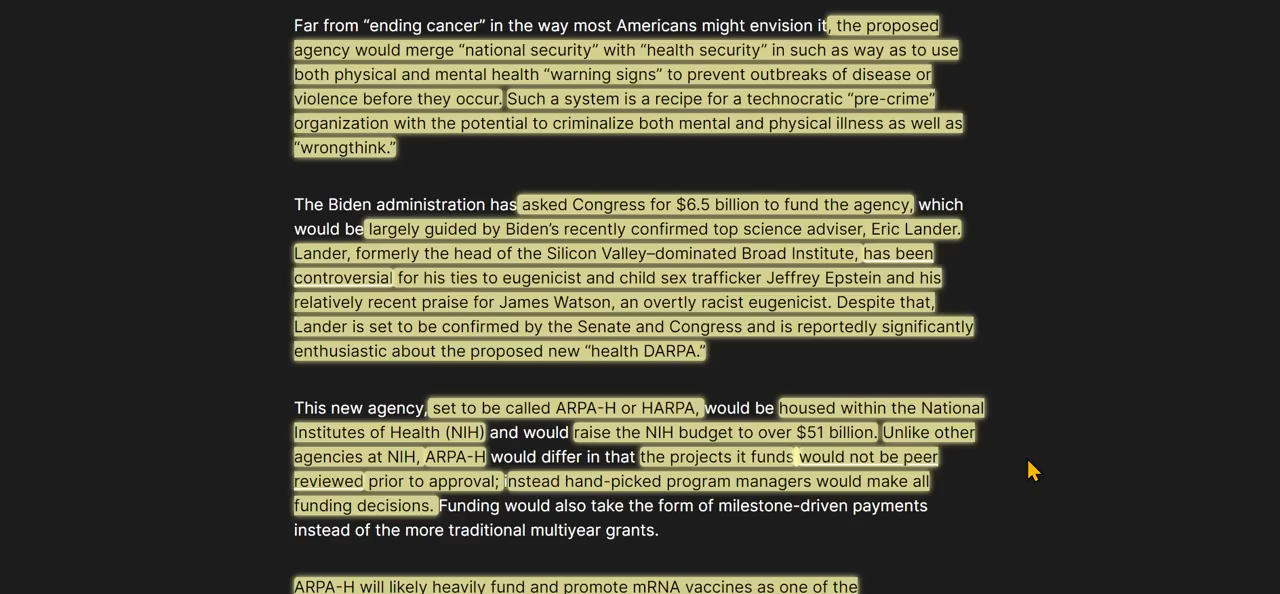 Far from “ending cancer” in the way most Americans might envision it, the proposed
agency would merge “national security” with “health security” in such as way as to use
both physical and mental health “warning signs” to prevent outbreaks of disease or
violence before they occur. Such a system is a recipe for a technocratic “pre-crime”
organization with the potential to criminalize both mental and physical illness as well as
“wrongthink.”
The Biden administration has asked Congress for $6.5 billion to fund the agency, which
would be largely guided by Biden’s recently confirmed top science adviser, Eric Lander.
Lander, formerly the head of the Silicon Valley–dominated Broad Institute, has been
controversial for his ties to eugenicist and child sex trafficker Jeffrey Epstein and his
relatively recent praise for James Watson, an overtly racist eugenicist. Despite that,
Lander is set to be confirmed by the Senate and Congress and is reportedly significantly
enthusiastic about the proposed new “health DARPA.”
This new agency, set to be called ARPA-H or HARPA, would be housed within the National
Institutes of Health (NIH) and would raise the NIH budget to over $51 billion. Unlike other
agencies at NIH, ARPA-H would differ in that the projects it funds would not be peer
reviewed prior to approval; instead hand-picked program managers would make all
funding decisions. Funding would also take the form of milestone-driven payments
instead of the more traditional multiyear grants.
ARPA-H will likely heavily fund and promote mRNA vaccines as one of the